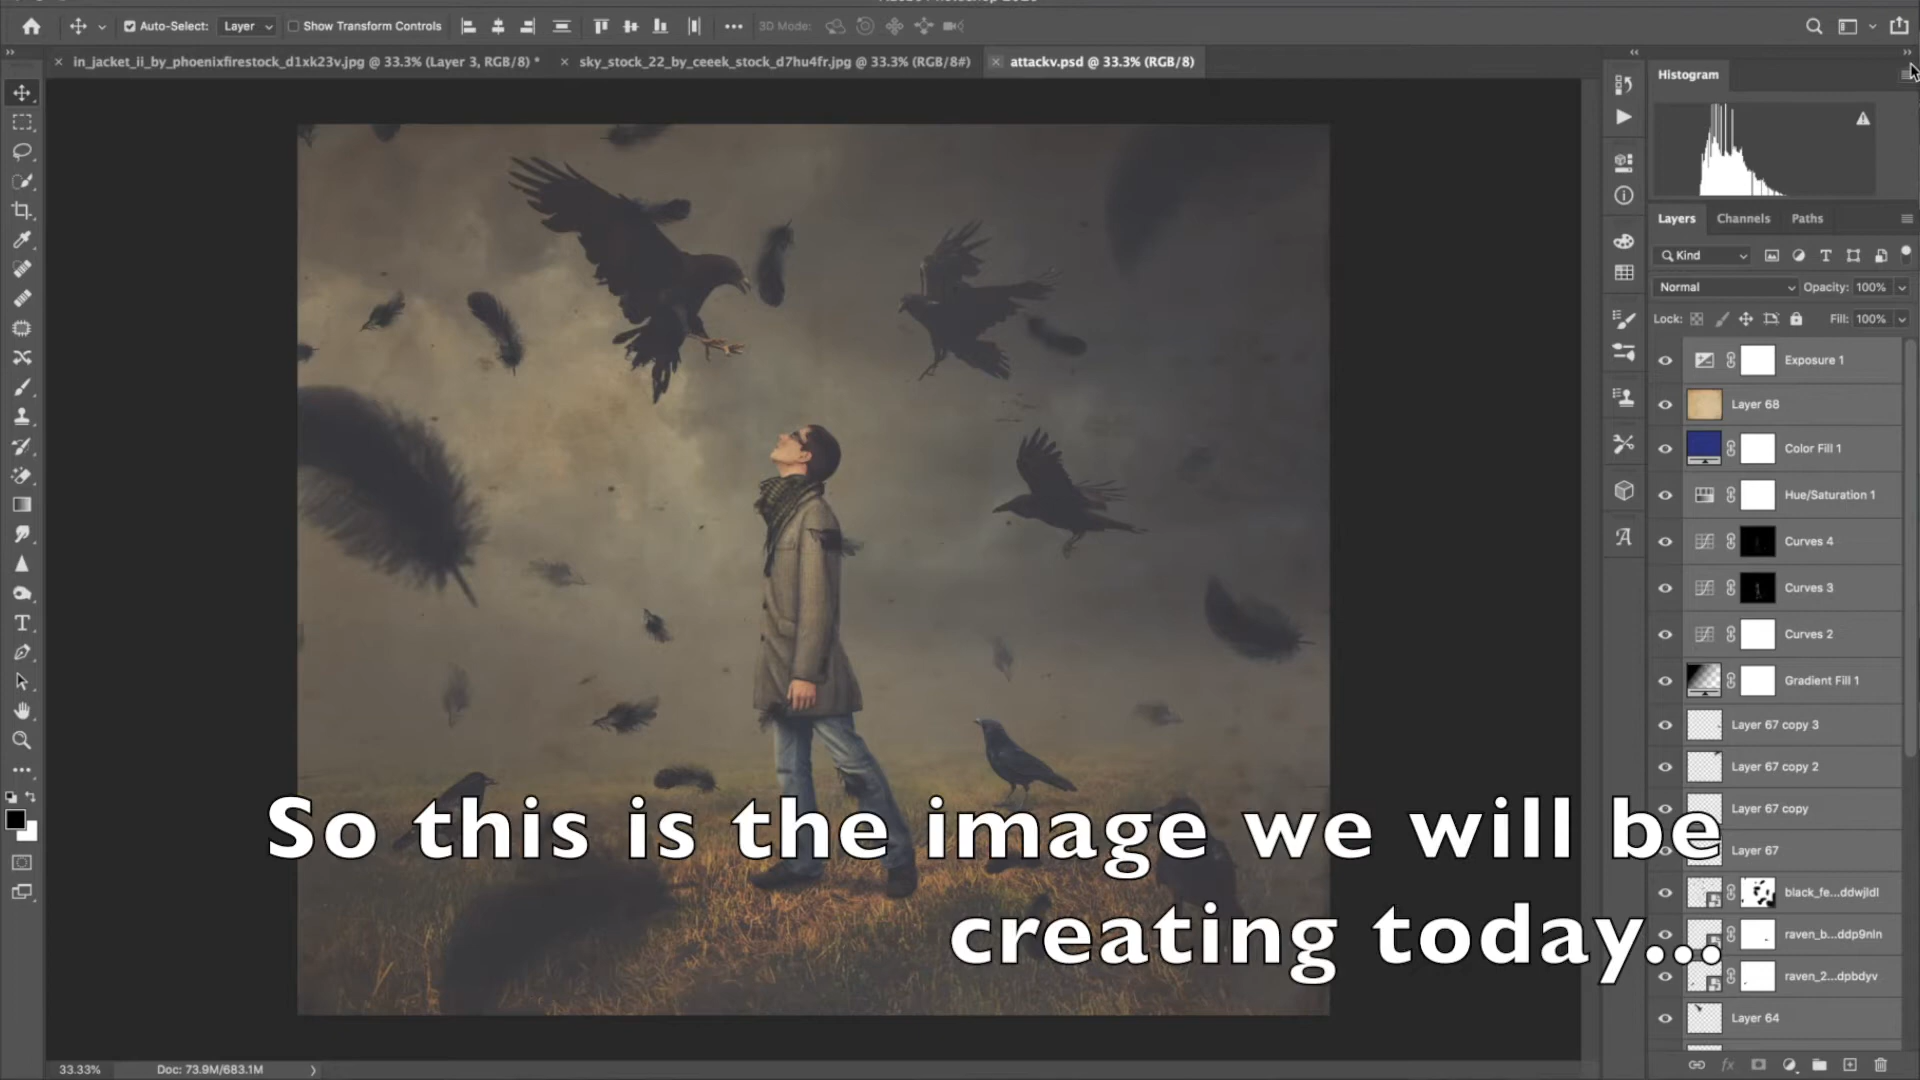 Auto-Select:
Layer
Show Transform Controls
3D Mode:
in_jacket_ii_by_phoenixfirestock_d1xk23v.jpg @ 33.3% (Layer 3, RGB/8) *
sky_stock_22_by_ceeek_stock_d7hu4fr.jpg @ 33.3% (RGB/8#)
attackv.psd @ 33.3% (RGB/8)
Histogram
Layers
Channels
Paths
Kind
Normal
Opacity: 100%
Lock:
Fill: 100%
Exposure 1
Layer 68
Color Fill 1
Hue/Saturation 1
Curves 4
Curves 3
Curves 2
Gradient Fill 1
Layer 67 copy 3
Layer 67 copy 2
Layer 67 copy
Layer 67
black_fe...ddwjldl
raven_b...ddp9nln
raven_2...dpbdyv
Layer 64
So this is the image we will be
creating today...
33.33%
Doc: 73.9M/683.1M